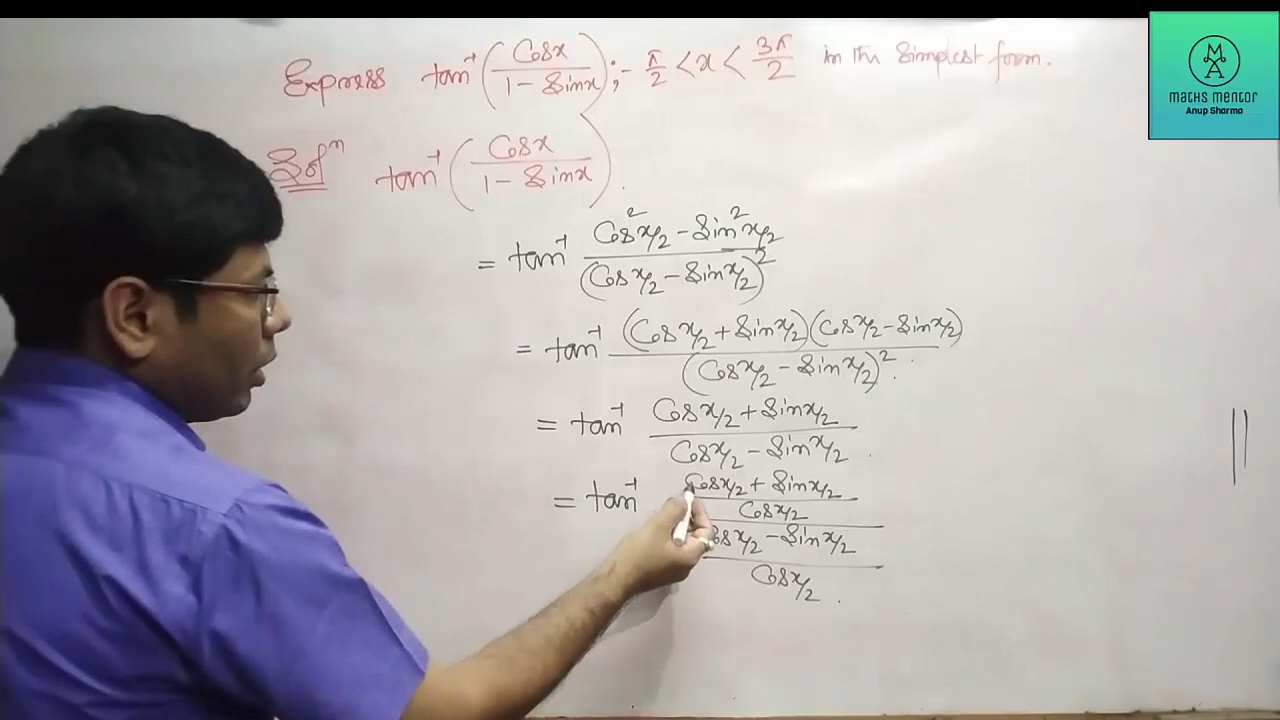 Express tan⁻¹(Cosx / 1 - Sinx); -π/2 < x < 3π/2 in the simplest form.
MATHS MENTOR
Anup Sharma
Solⁿ tan⁻¹(Cosx / 1 - Sinx).
= tan⁻¹ Cos²x/2 - Sin²x/2 / (Cosx/2 - Sinx/2)²
= tan⁻¹ (Cosx/2 + Sinx/2)(Cosx/2 - Sinx/2) / (Cosx/2 - Sinx/2)².
= tan⁻¹ Cosx/2 + Sinx/2 / Cosx/2 - Sinx/2.
= tan⁻¹ Cosx/2 + Sinx/2
Cosx/2
Cosx/2 - Sinx/2
Cosx/2.